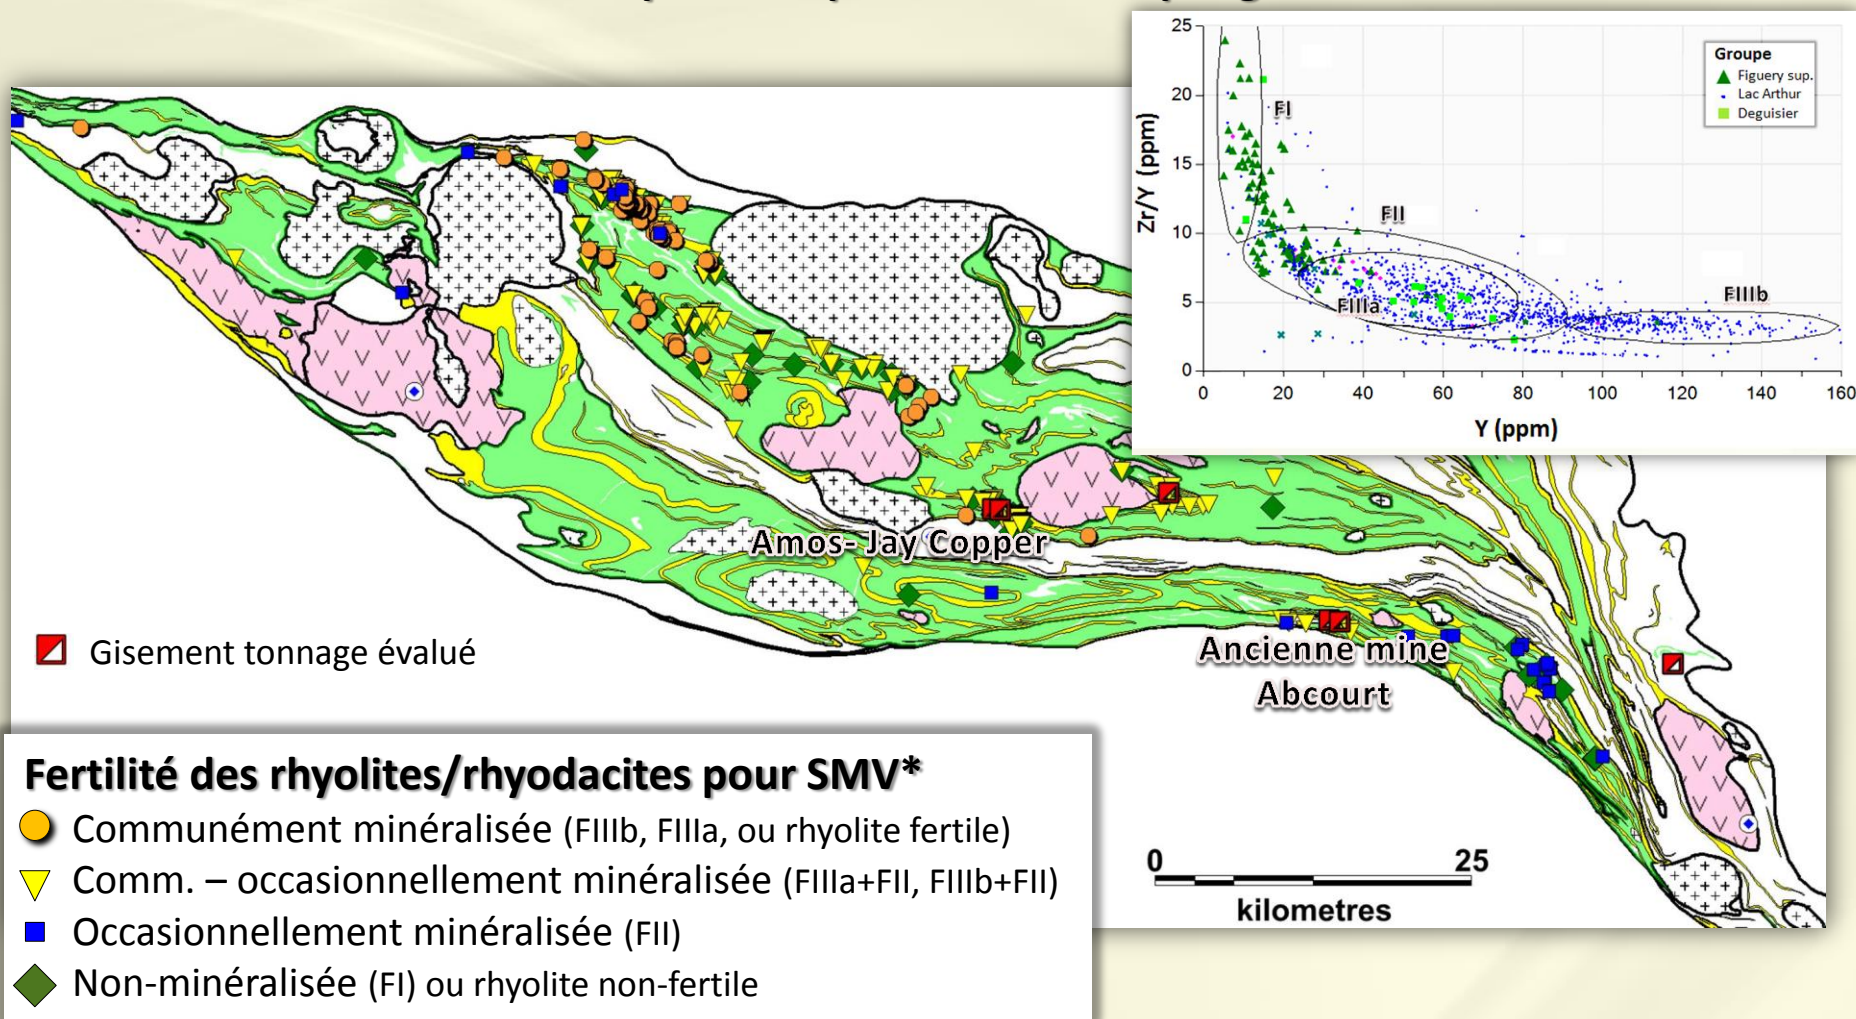 25
20
15
10
5
0
0 20 40 60 80 100 120 140 160
Zr/Y (ppm)
Y (ppm)
Groupe
Figuery sup.
Lac Arthur
Deguisier
FI
FII
FIIIa
FIIIb
Amos- Jay Copper
Ancienne mine
Abcourt
Gisement tonnage évalué
Fertilité des rhyolites/rhyodacites pour SMV*
Communément minéralisée (FIIIb, FIIIa, ou rhyolite fertile)
Comm. – occasionnellement minéralisée (FIIIa+FII, FIIIb+FII)
Occasionnellement minéralisée (FII)
Non-minéralisée (FI) ou rhyolite non-fertile
0 25
kilometres